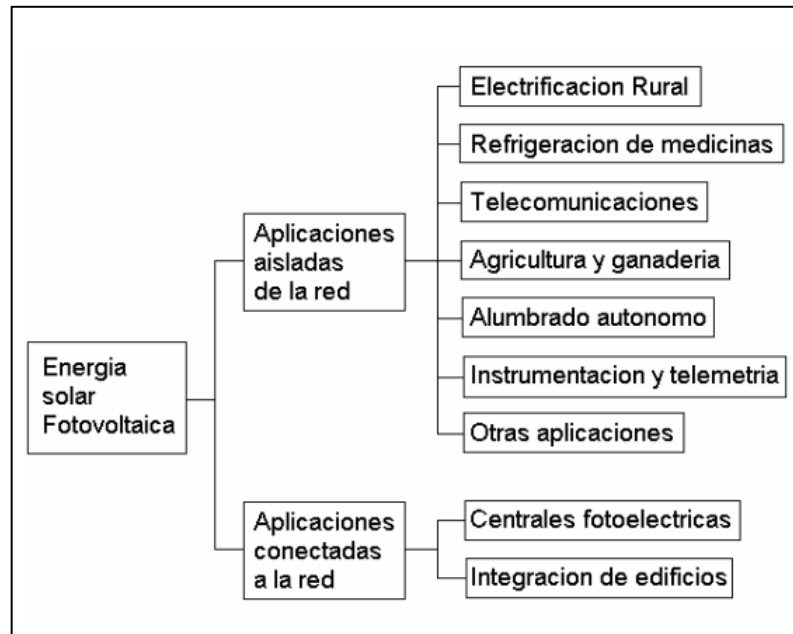 Energia
solar
Fotovoltaica
Aplicaciones
aisladas
de la red
Electrificacion Rural
Refrigeracion de medicinas
Telecomunicaciones
Agricultura y ganaderia
Alumbrado autonomo
Instrumentacion y telemetria
Otras aplicaciones
Aplicaciones
conectadas
a la red
Centrales fotoelectricas
Integracion de edificios